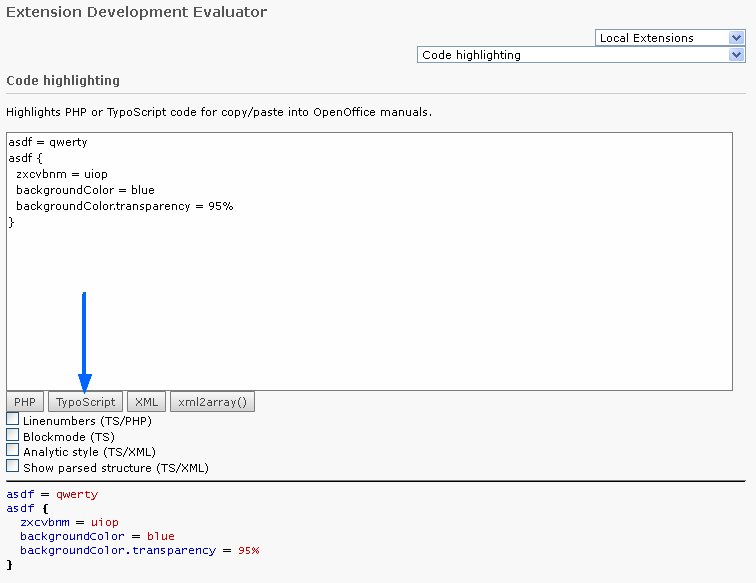 Extension Development Evaluator
Local Extensions
Code highlighting
Code highlighting
Highlights PHP or TypoScript code for copy/paste into OpenOffice manuals.
asdf = qwerty
asdf {
  zxcvbnm = uiop
  backgroundColor = blue
  backgroundColor.transparency = 95%
}
PHP TypoScript XML xml2array()
Linenumbers (TS/PHP)
Blockmode (TS)
Analytic style (TS/XML)
Show parsed structure (TS/XML)
asdf = qwerty
asdf {
  zxcvbnm = uiop
  backgroundColor = blue
  backgroundColor.transparency = 95%
}